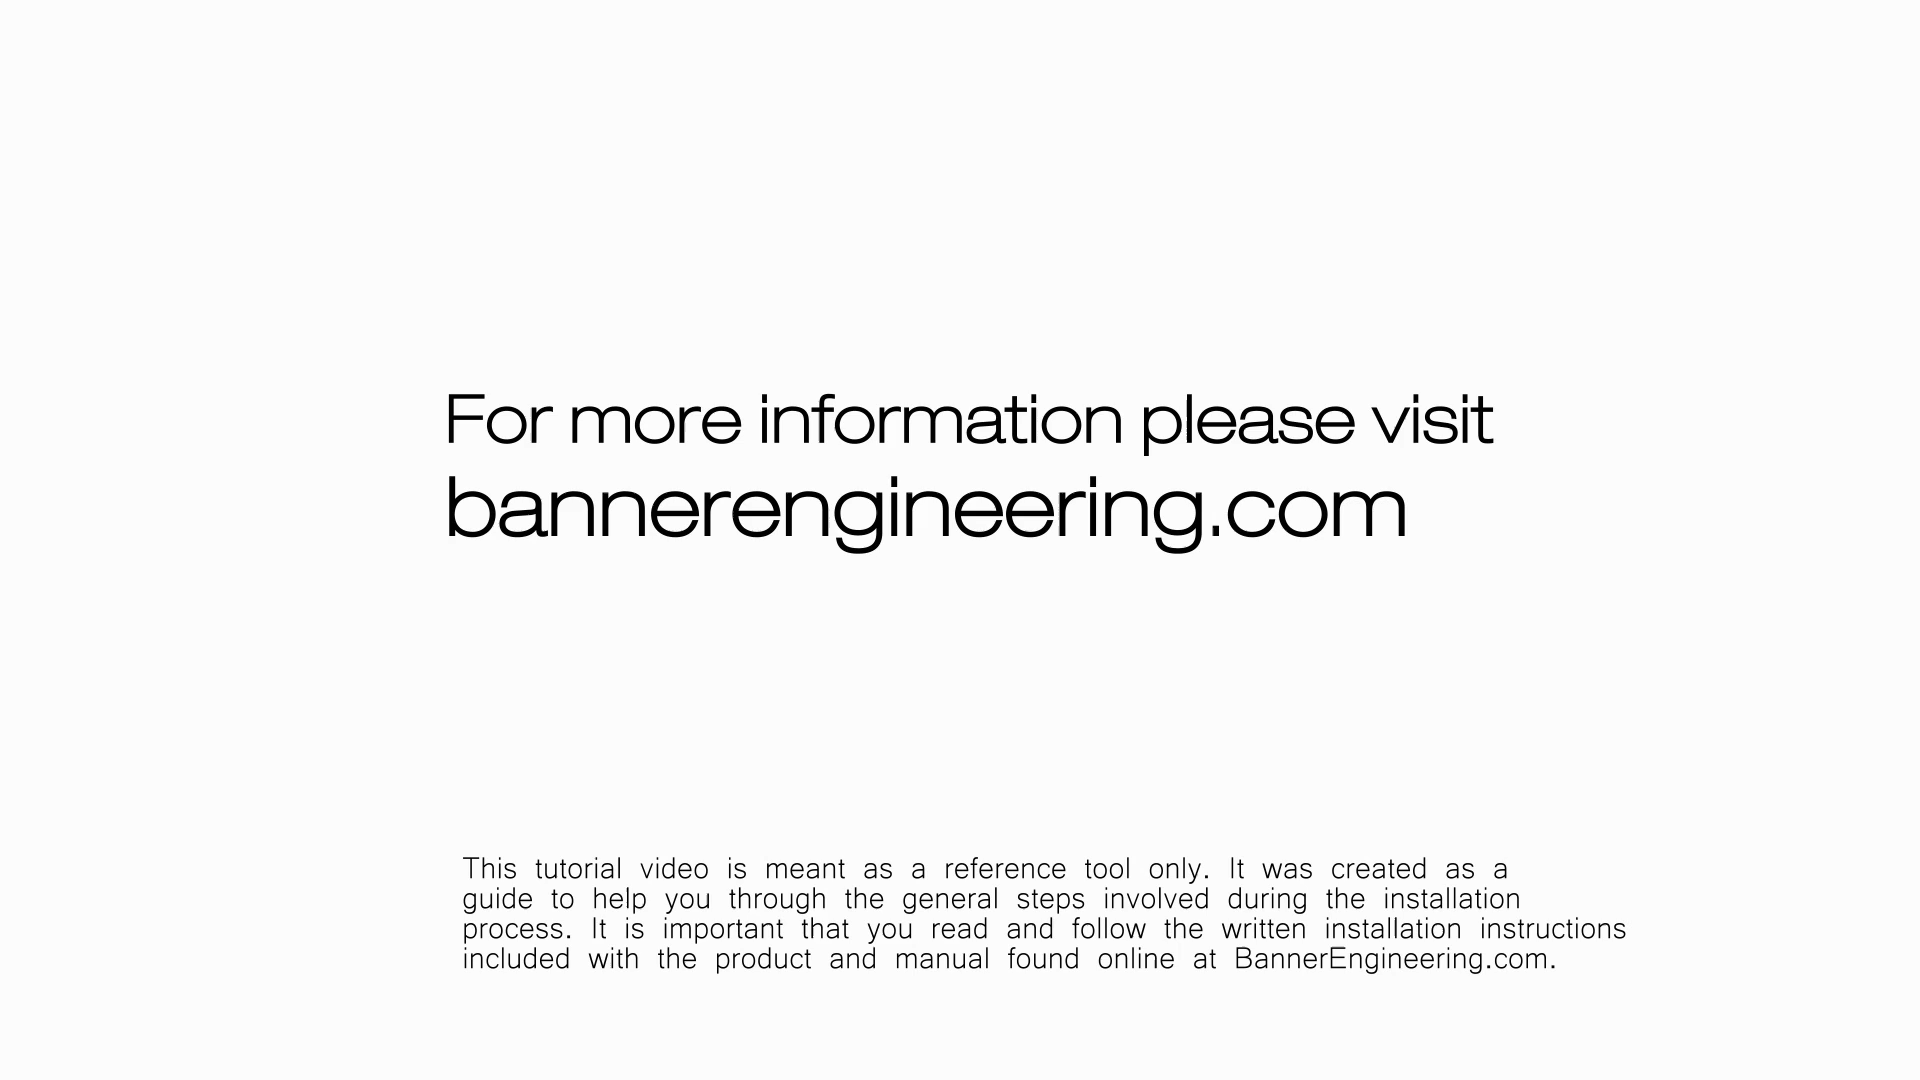 For more information please visit
bannerengineering.com
This tutorial video is meant as a reference tool only. It was created as a
guide to help you through the general steps involved during the installation
process. It is important that you read and follow the written installation instructions
included with the product and manual found online at BannerEngineering.com.